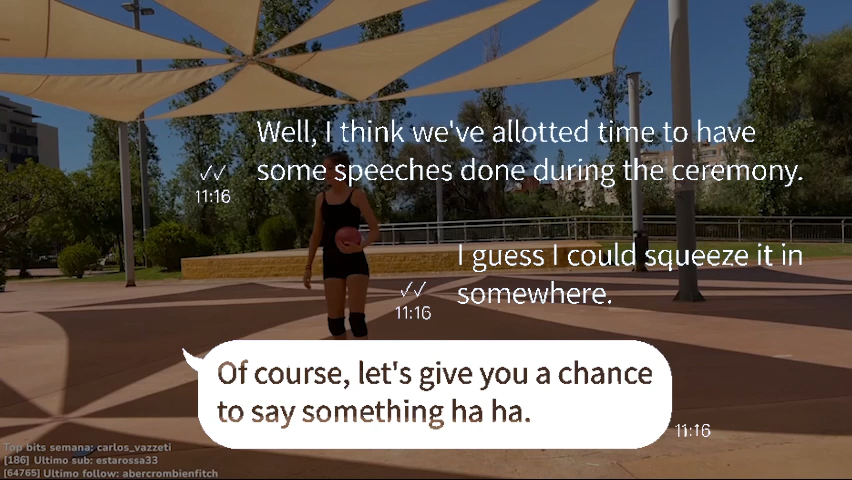 Well, I think we've allotted time to have
some speeches done during the ceremony.
✓✓
11:16
I guess I could squeeze it in
somewhere.
✓✓
11:16
Of course, let's give you a chance
to say something ha ha.
11:16
Top bits semana: carlos_vazzeti
[186] Ultimo sub: estarossa33
[64765] Ultimo follow: abercrombienfitch